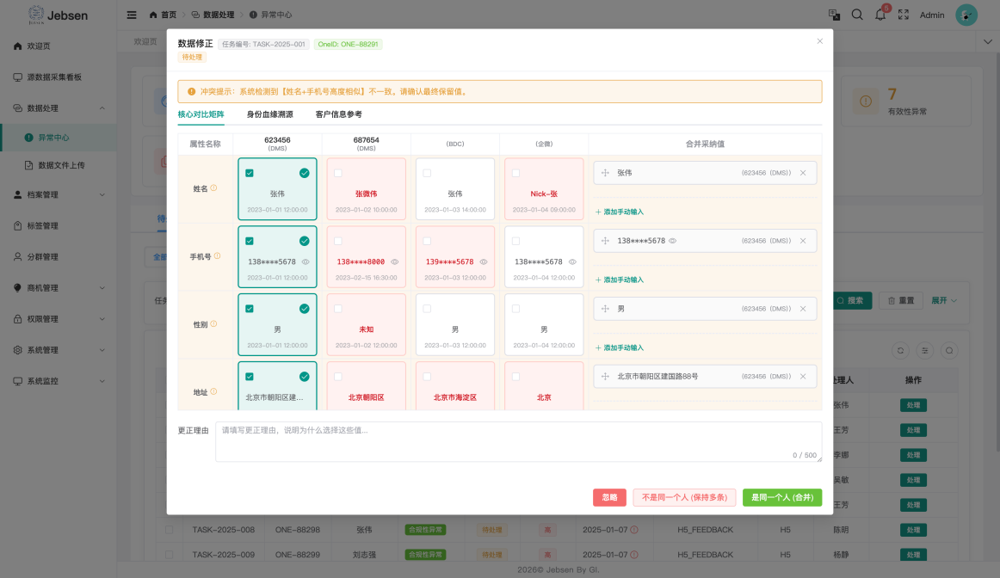 Jebsen
首页 数据处理 异常中心
5
Admin
欢迎页
欢迎页
源数据采集看板
数据处理
异常中心
数据文件上传
档案管理
标签管理
分群管理
商机管理
权限管理
系统管理
系统监控
7
有效性异常
数据修正 任务编号: TASK-2025-001 OneID: ONE-88291
待处理
冲突提示：系统检测到【姓名+手机号高度相似】不一致。请确认最终保留值。
核心对比矩阵 身份血缘溯源 客户信息参考
属性名称 623456 (DMS) 687654 (DMS) (BDC) (企微) 合并采纳值
姓名
张伟
2023-01-01 12:00:00
张微伟
2023-01-02 10:00:00
张伟
2023-01-03 14:00:00
Nick-张
2023-01-04 09:00:00
张伟 (623456 (DMS))
添加手动输入
手机号
138****5678
2023-01-01 12:00:00
138****8000
2023-02-15 16:30:00
139****5678
2023-01-03 12:00:00
138****5678
2023-01-04 12:00:00
138****5678 (623456 (DMS))
添加手动输入
性别
男
2023-01-01 12:00:00
未知
2023-01-02 12:00:00
男
2023-01-03 12:00:00
男
2023-01-04 12:00:00
男 (623456 (DMS))
添加手动输入
地址
北京市朝阳区建...
北京朝阳区
北京市海淀区
北京
北京市朝阳区建国路88号 (623456 (DMS))
更正理由
请填写更正理由，说明为什么选择这些值...
0 / 500
忽略 不是同一个人 (保持多条) 是同一个人 (合并)
待
全部
任务
搜索 重置 展开
处理人 操作
张伟 处理
王芳 处理
李娜 处理
吴敏 处理
王芳 处理
TASK-2025-008 ONE-88298 张伟 合规性异常 待处理 高 2025-01-07 H5_FEEDBACK H5 陈明 处理
TASK-2025-009 ONE-88299 刘志强 合规性异常 待处理 高 2025-01-07 H5_FEEDBACK H5 杨静 处理
2026© Jebsen By GI.